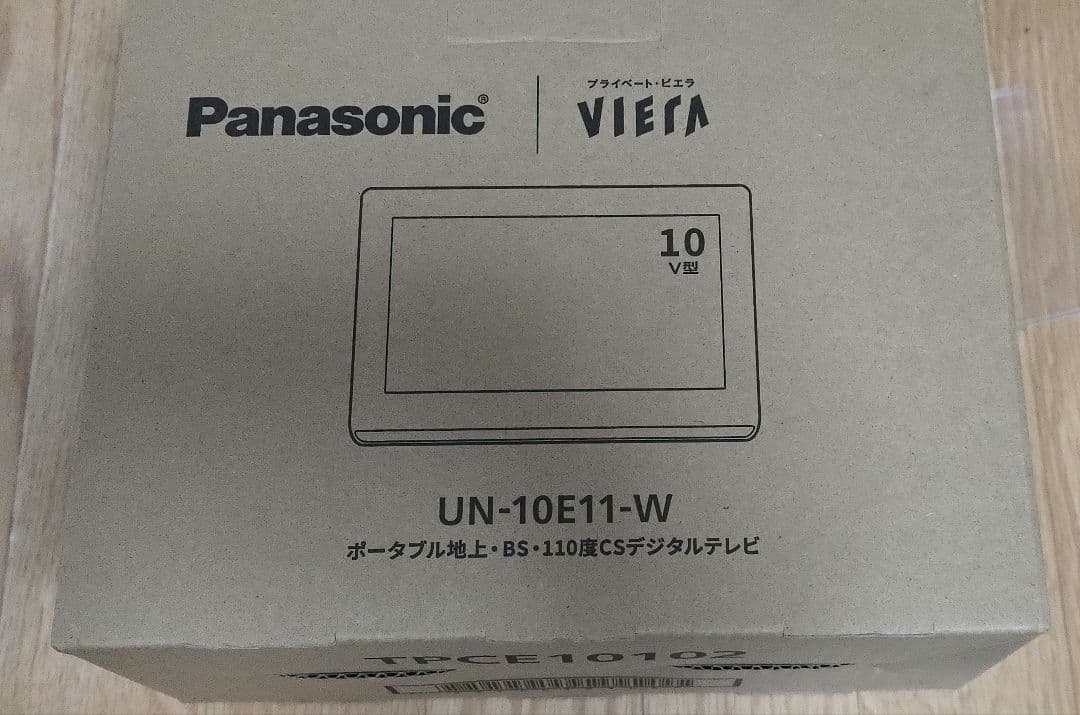 Panasonic®
プライベート・ビエラ
VIErA
10
V型
UN-10E11-W
ポータブル地上・BS・110度CSデジタルテレビ
TPCE10102